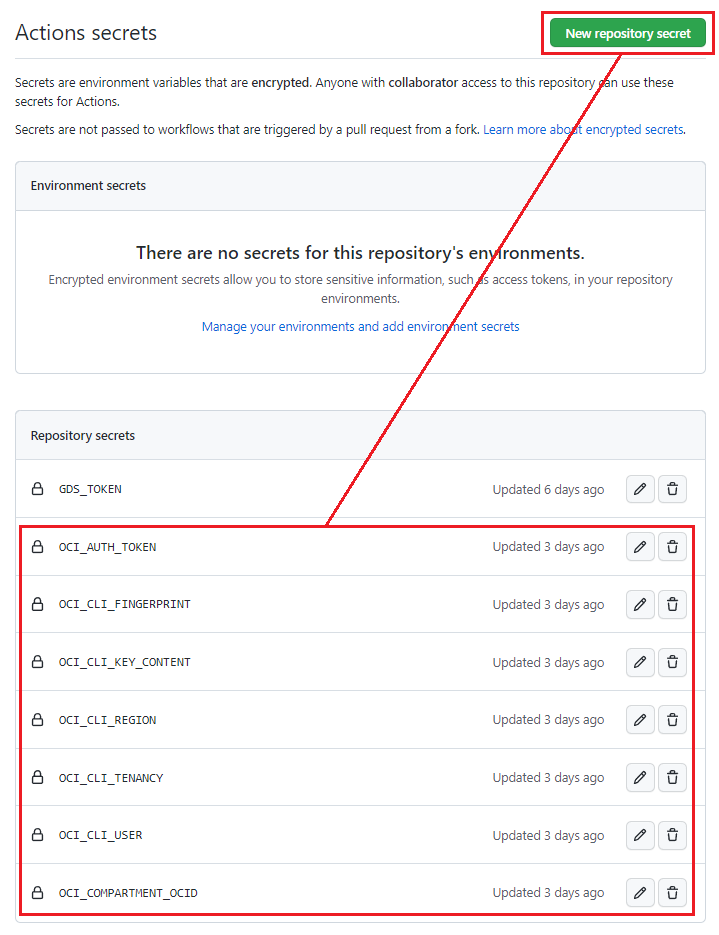 Actions secrets
New repository secret
Secrets are environment variables that are encrypted. Anyone with collaborator access to this repository can use these
secrets for Actions.
Secrets are not passed to workflows that are triggered by a pull request from a fork. Learn more about encrypted secrets.
Environment secrets
There are no secrets for this repository's environments.
Encrypted environment secrets allow you to store sensitive information, such as access tokens, in your repository
environments.
Manage your environments and add environment secrets
Repository secrets
GDS_TOKEN Updated 6 days ago
OCI_AUTH_TOKEN Updated 3 days ago
OCI_CLI_FINGERPRINT Updated 3 days ago
OCI_CLI_KEY_CONTENT Updated 3 days ago
OCI_CLI_REGION Updated 3 days ago
OCI_CLI_TENANCY Updated 3 days ago
OCI_CLI_USER Updated 3 days ago
OCI_COMPARTMENT_OCID Updated 3 days ago